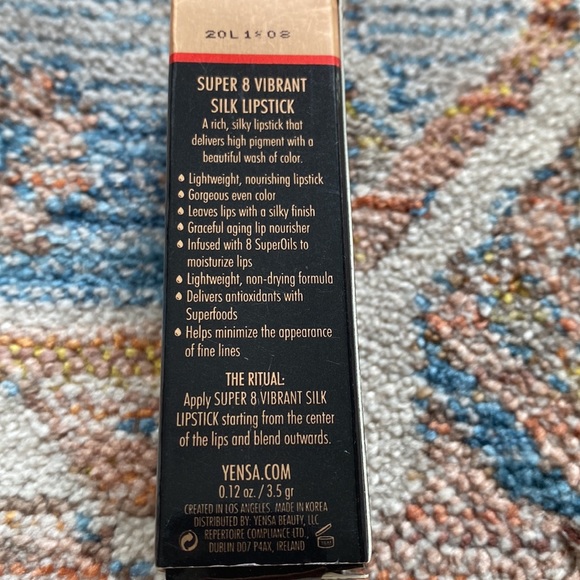 SUPER 8 VIBRANT
SILK LIPSTICK
A rich, silky lipstick that
delivers high pigment with a
beautiful wash of color.
Lightweight, nourishing lipstick
Gorgeous even color
Leaves lips with a silky finish
Graceful aging lip nourisher
Infused with 8 SuperOils to
moisturize lips
Lightweight, non-drying formula
Delivers antioxidants with
Superfoods
Helps minimize the appearance
of fine lines
THE RITUAL:
Apply SUPER 8 VIBRANT SILK
LIPSTICK starting from the center
of the lips and blend outwards.
YENSA.COM
0.12 oz. / 3.5 gr
CREATED IN LOS ANGELES. MADE IN KOREA
DISTRIBUTED BY: YENSA BEAUTY, LLC
REPERTOIRE COMPLIANCE LTD.,
DUBLIN D07 P4AX, IRELAND